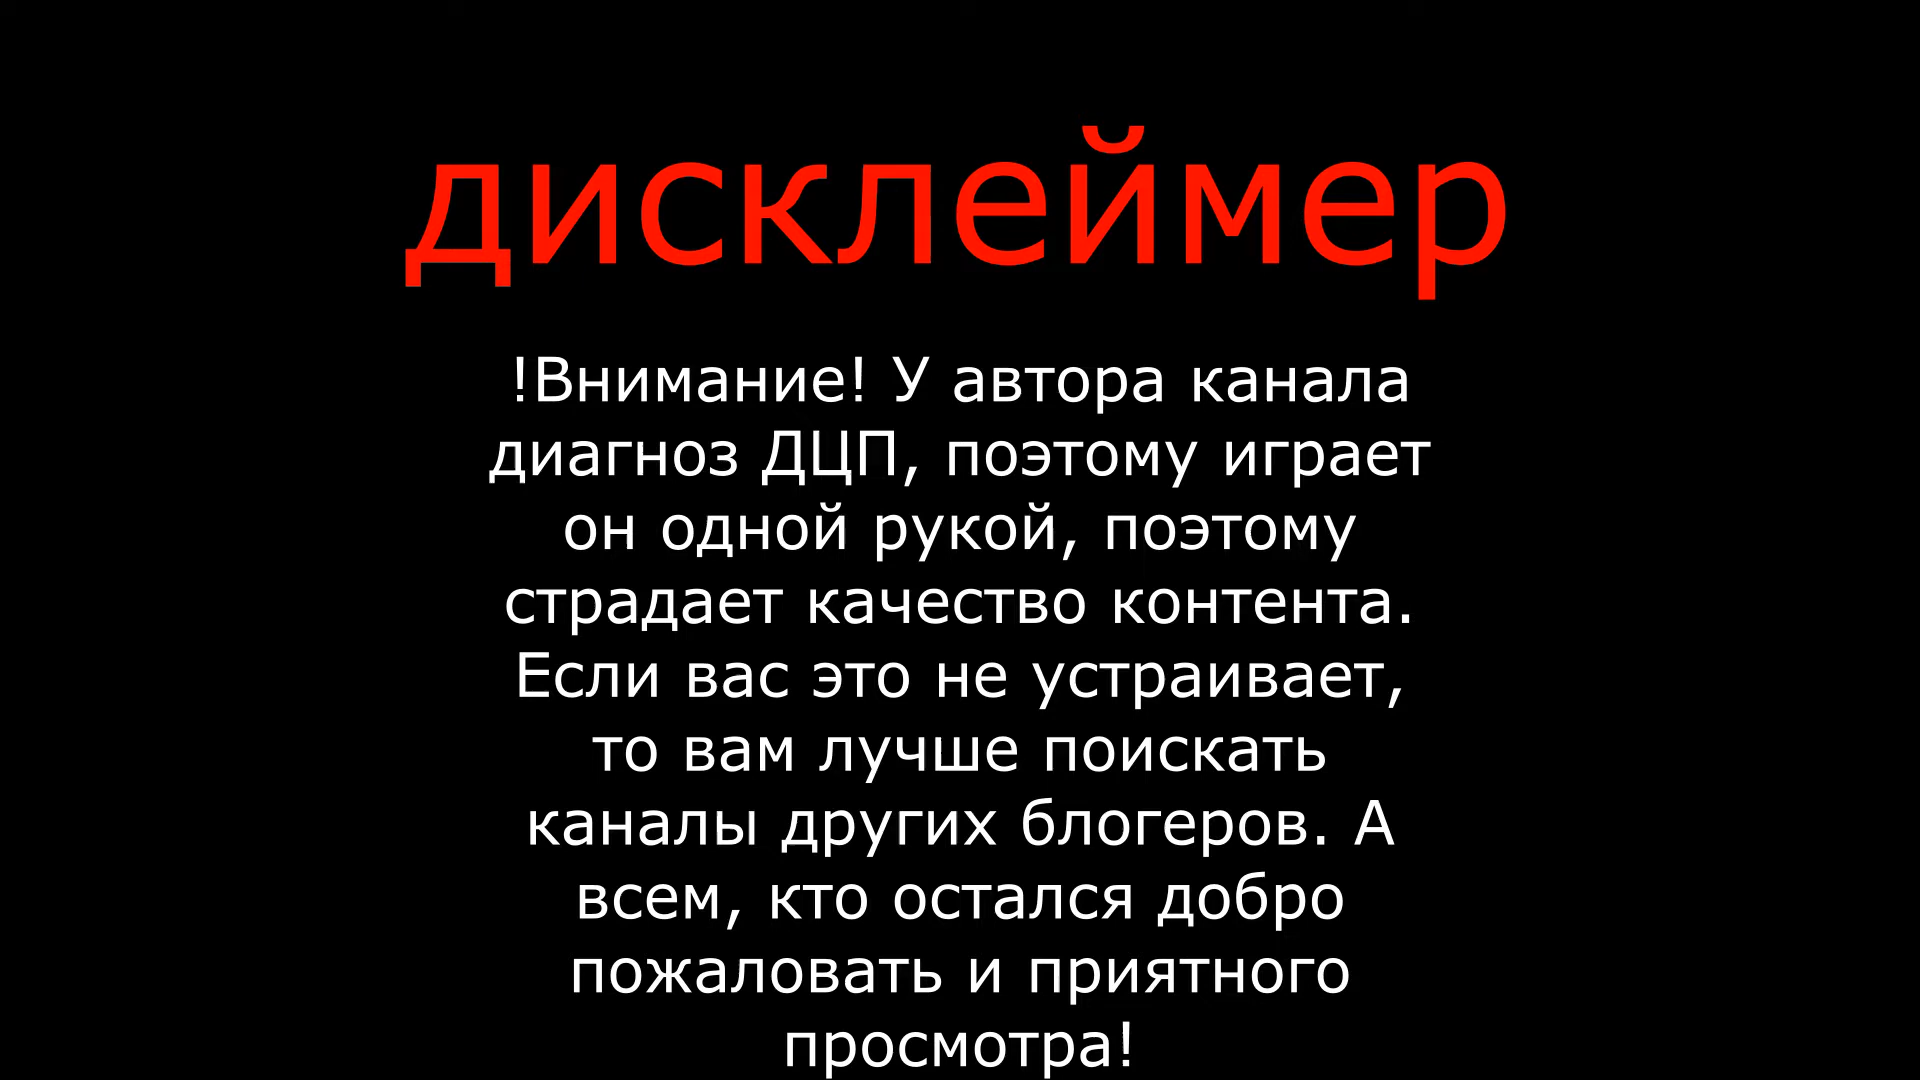 дисклеймер
!Внимание! У автора канала
диагноз ДЦП, поэтому играет
он одной рукой, поэтому
страдает качество контента.
Если вас это не устраивает,
то вам лучше поискать
каналы других блогеров. А
всем, кто остался добро
пожаловать и приятного
просмотра!